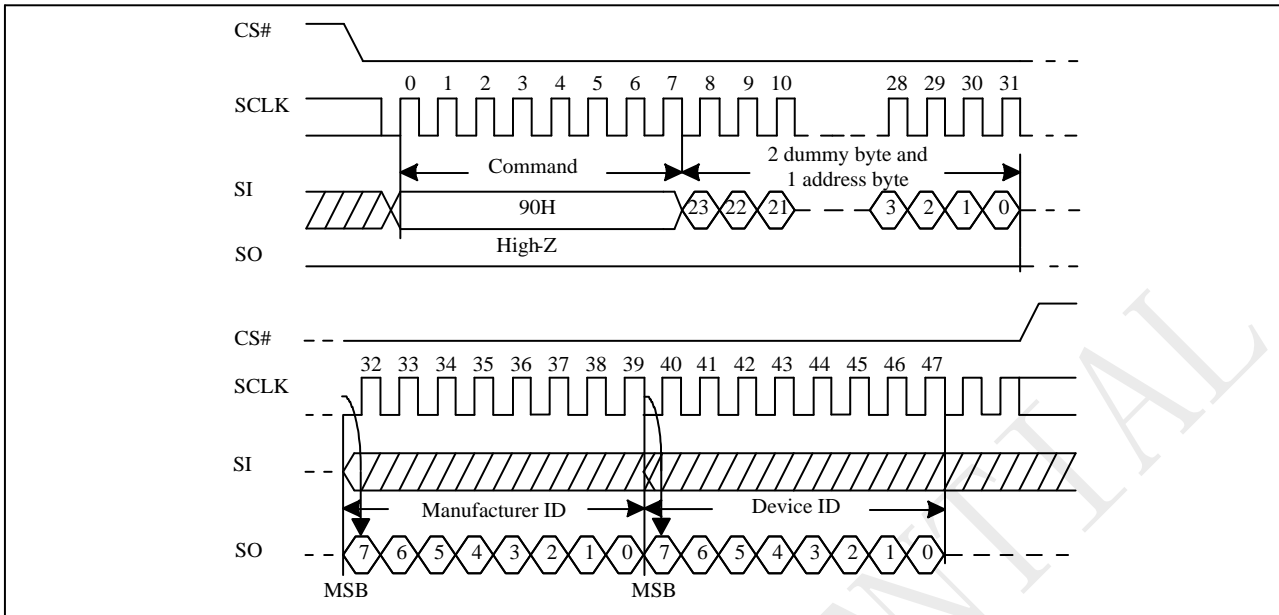 CS#
0 1 2 3 4 5 6 7 8 9 10 28 29 30 31
SCLK
Command
2 dummy byte and
1 address byte
SI
90H
23 22 21 3 2 1 0
High-Z
SO
CS#
32 33 34 35 36 37 38 39 40 41 42 43 44 45 46 47
SCLK
SI
Manufacturer ID
Device ID
SO
7 6 5 4 3 2 1 0 7 6 5 4 3 2 1 0
MSB MSB
NTIAL